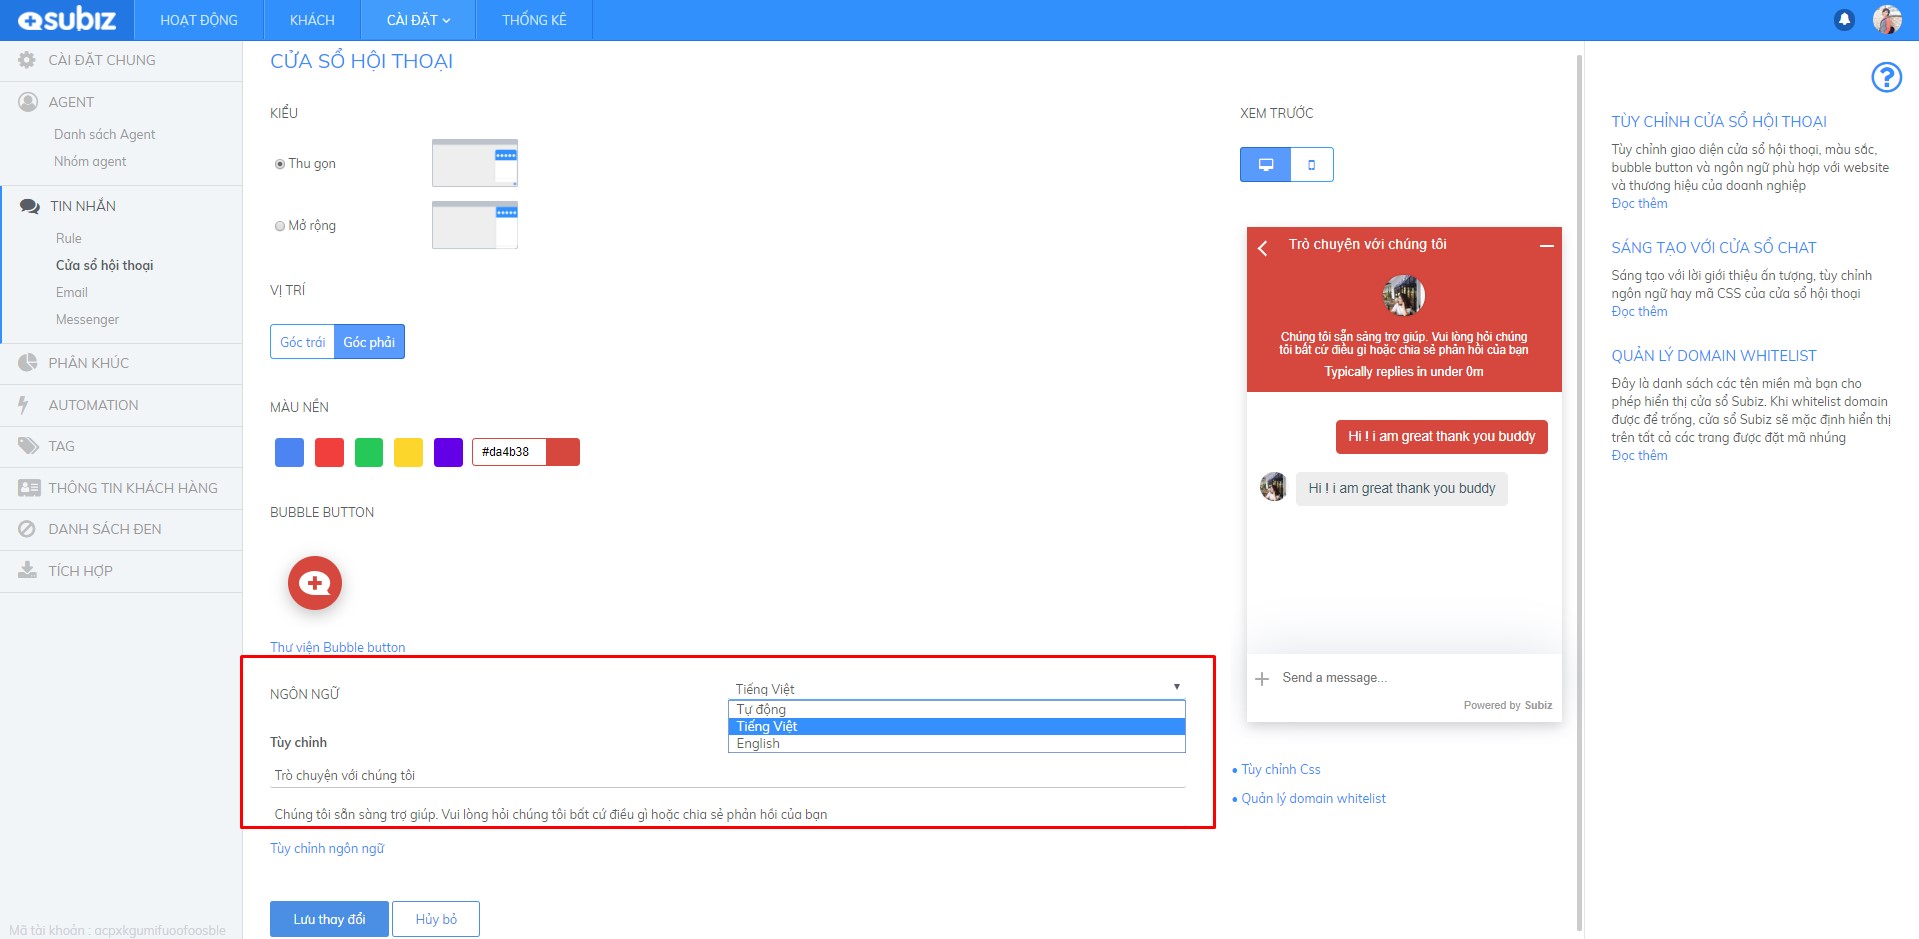 subiz
HOẠT ĐỘNG
KHÁCH
CÀI ĐẶT
THỐNG KÊ
CÀI ĐẶT CHUNG
AGENT
Danh sách Agent
Nhóm agent
TIN NHẮN
Rule
Cửa sổ hội thoại
Email
Messenger
PHÂN KHÚC
AUTOMATION
TAG
THÔNG TIN KHÁCH HÀNG
DANH SÁCH ĐEN
TÍCH HỢP
Mã tài khoản : acpxkgumifuoofoosble
CỬA SỔ HỘI THOẠI
KIỂU
Thu gọn
Mở rộng
VỊ TRÍ
Góc trái
Góc phải
MÀU NỀN
#da4b38
BUBBLE BUTTON
Thư viện Bubble button
NGÔN NGỮ
Tiếng Việt
Tự động
Tiếng Việt
English
Tùy chỉnh
Trò chuyện với chúng tôi
Chúng tôi sẵn sàng trợ giúp. Vui lòng hỏi chúng tôi bất cứ điều gì hoặc chia sẻ phản hồi của bạn
Tùy chỉnh ngôn ngữ
Lưu thay đổi
Hủy bỏ
XEM TRƯỚC
Trò chuyện với chúng tôi
Chúng tôi sẵn sàng trợ giúp. Vui lòng hỏi chúng
tôi bất cứ điều gì hoặc chia sẻ phản hồi của bạn
Typically replies in under 0m
Hi ! i am great thank you buddy
Hi ! i am great thank you buddy
Send a message...
Powered by Subiz
• Tùy chỉnh Css
• Quản lý domain whitelist
TÙY CHỈNH CỬA SỔ HỘI THOẠI
Tùy chỉnh giao diện cửa sổ hội thoại, màu sắc,
bubble button và ngôn ngữ phù hợp với website
và thương hiệu của doanh nghiệp
Đọc thêm
SÁNG TẠO VỚI CỬA SỔ CHAT
Sáng tạo với lời giới thiệu ấn tượng, tùy chỉnh
ngôn ngữ hay mã CSS của cửa sổ hội thoại
Đọc thêm
QUẢN LÝ DOMAIN WHITELIST
Đây là danh sách các tên miền mà bạn cho
phép hiển thị cửa sổ Subiz. Khi whitelist domain
được để trống, cửa sổ Subiz sẽ mặc định hiển thị
trên tất cả các trang được đặt mã nhúng
Đọc thêm